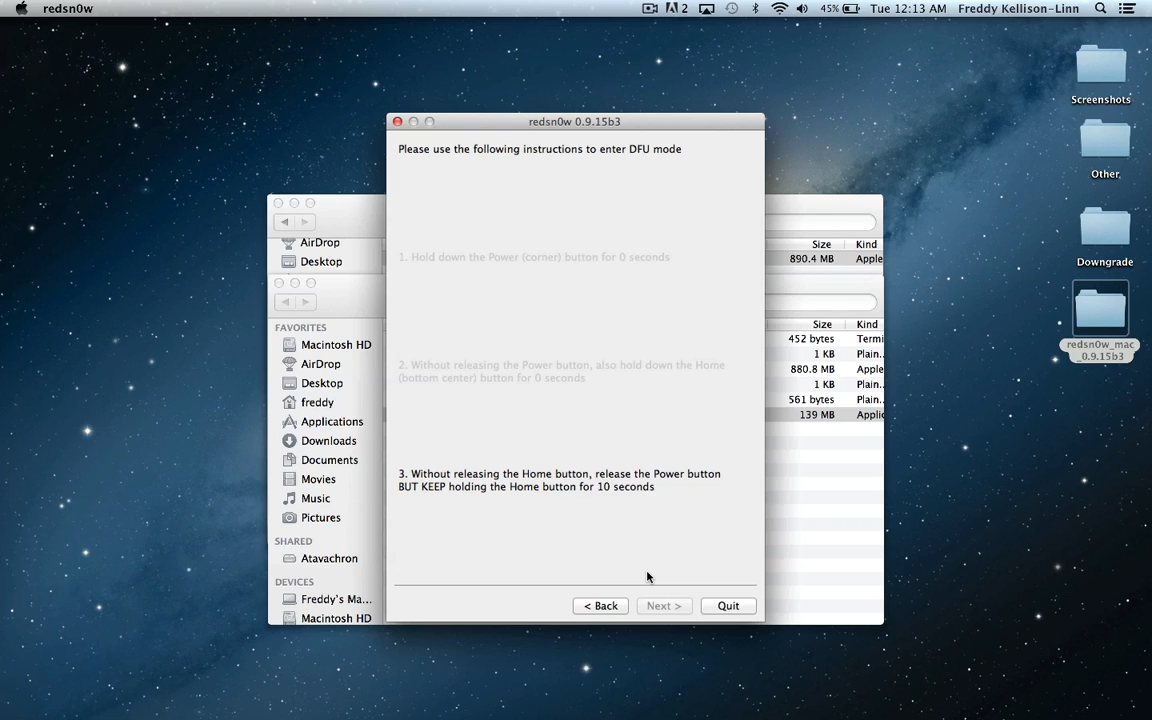 redsn0w
2
45%
Tue 12:13 AM
Freddy Kellison-Linn
Screenshots
Other
Downgrade
redsn0w_mac
_0.9.15b3
redsn0w 0.9.15b3
Please use the following instructions to enter DFU mode
1. Hold down the Power (corner) button for 0 seconds
2. Without releasing the Power button, also hold down the Home
(bottom center) button for 0 seconds
3. Without releasing the Home button, release the Power button
BUT KEEP holding the Home button for 10 seconds
< Back
Next >
Quit
AirDrop
Desktop
Size
Kind
890.4 MB
Apple
FAVORITES
Macintosh HD
AirDrop
Desktop
freddy
Applications
Downloads
Documents
Movies
Music
Pictures
SHARED
Atavachron
DEVICES
Freddy's Ma...
Macintosh HD
Size
Kind
452 bytes
Termi
1 KB
Plain..
880.8 MB
Apple
1 KB
Plain..
561 bytes
Plain..
139 MB
Applic